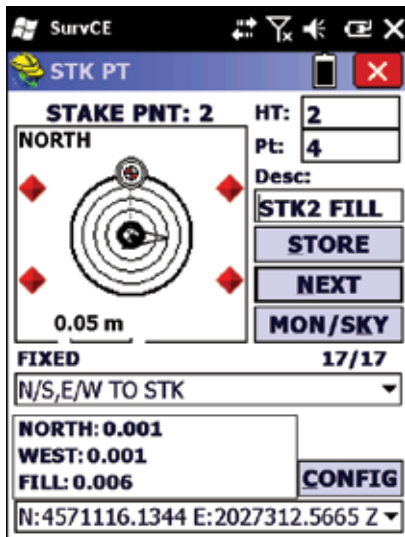 SurvCE
STK PT
STAKE PNT: 2
HT: 2
NORTH
Pt: 4
Desc:
STK2 FILL
STORE
NEXT
0.05 m
MON/SKY
FIXED 17/17
N/S,E/W TO STK
NORTH: 0.001
WEST: 0.001
FILL: 0.006
CONFIG
N:4571116.1344 E:2027312.5665 Z